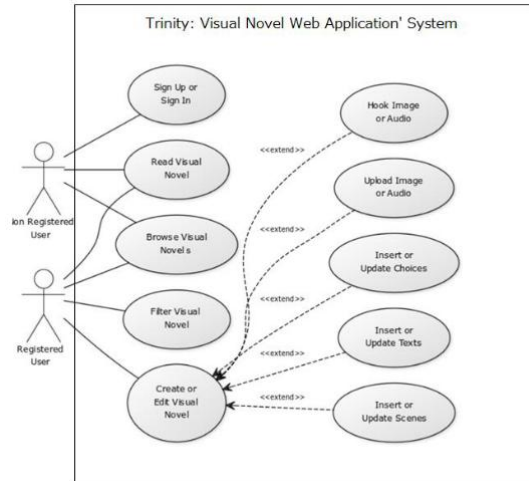 Trinity: Visual Novel Web Application' System
Sign Up or
Sign In
Hook Image
or Audio
<<extend>>
Read Visual
Novel
Upload Image
or Audio
<<extend>>
ion Registered
User
Browse Visual
Novels
Insert or
Update Choices
<<extend>>
Filter Visual
Novel
Insert or
Update Texts
<<extend>>
Registered
User
Create or
Edit Visual
Novel
Insert or
Update Scenes
<<extend>>